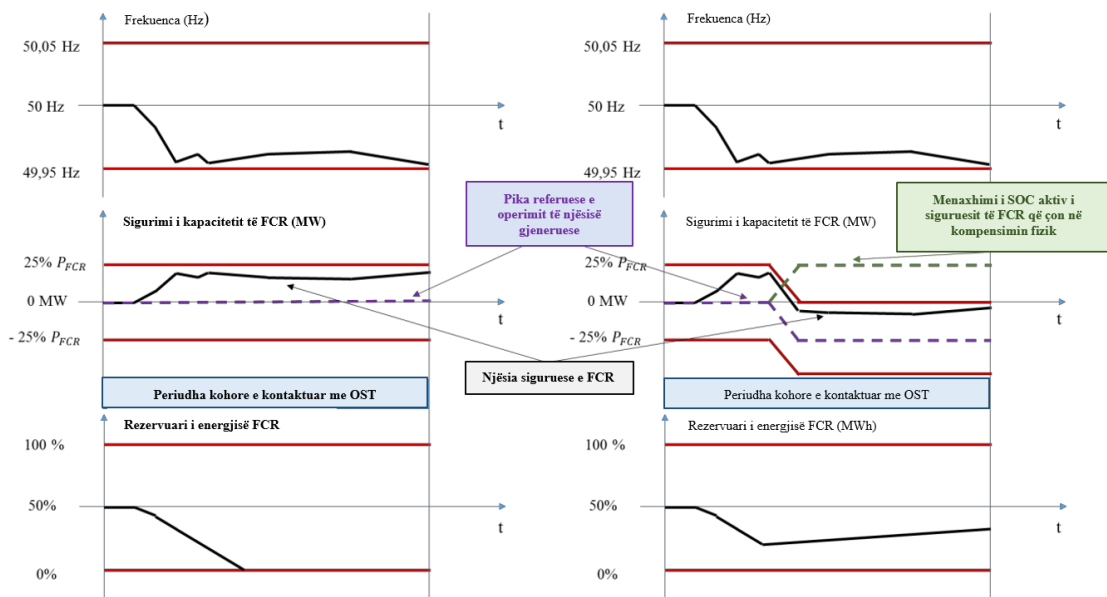 Frekuenca (Hz)
50,05 Hz
50 Hz
t
49,95 Hz
Sigurimi i kapacitetit të FCR (MW)
25% P_FCR
0 MW
t
- 25% P_FCR
Periudha kohore e kontaktuar me OST
Rezervuari i energjisë FCR
100 %
50%
t
0%
Pika referuese e
operimit të njësisë
gjeneruese
Njësia siguruese e FCR
Frekuenca (Hz)
50,05 Hz
50 Hz
t
49,95 Hz
Menaxhimi i SOC aktiv i
siguruesit të FCR që çon në
kompensimin fizik
Sigurimi i kapacitetit të FCR (MW)
25% P_FCR
0 MW
t
- 25% P_FCR
Periudha kohore e kontaktuar me OST
Rezervuari i energjisë FCR (MWh)
100 %
50%
t
0%